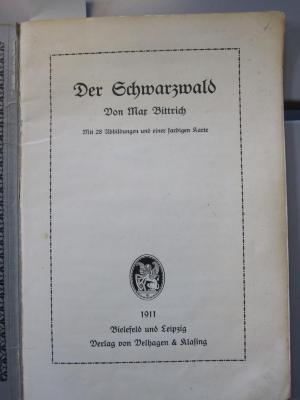 Der Schwarzwald
Von Max Bittrich
Mit 28 Abbildungen und einer farbigen Karte
1911
Bielefeld und Leipzig
Verlag von Velhagen & Klasing